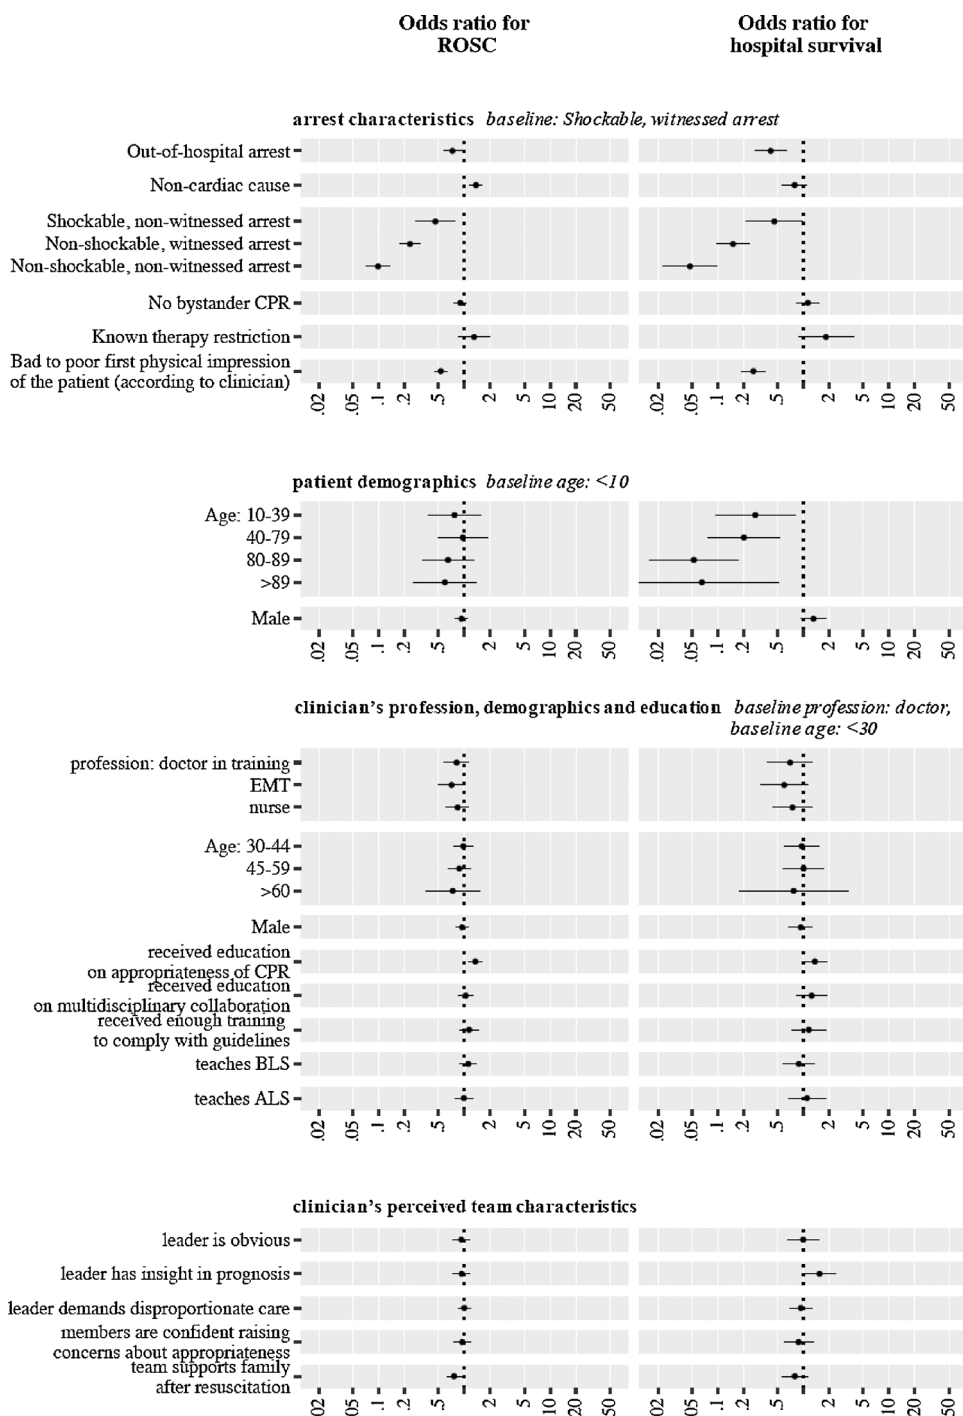 Odds ratio for
ROSC
Odds ratio for
hospital survival
arrest characteristics baseline: Shockable, witnessed arrest
Out-of-hospital arrest
Non-cardiac cause
Shockable, non-witnessed arrest
Non-shockable, witnessed arrest
Non-shockable, non-witnessed arrest
No bystander CPR
Known therapy restriction
Bad to poor first physical impression
of the patient (according to clinician)
.02 .05 .1 .2 .5 2 5 10 20 50
.02 .05 .1 .2 .5 2 5 10 20 50
patient demographics baseline age: <10
Age: 10-39
40-79
80-89
>89
Male
.02 .05 .1 .2 .5 2 5 10 20 50
.02 .05 .1 .2 .5 2 5 10 20 50
clinician's profession, demographics and education baseline profession: doctor,
baseline age: <30
profession: doctor in training
EMT
nurse
Age: 30-44
45-59
>60
Male
received education
on appropriateness of CPR
received education
on multidisciplinary collaboration
received enough training
to comply with guidelines
teaches BLS
teaches ALS
.02 .05 .1 .2 .5 2 5 10 20 50
.02 .05 .1 .2 .5 2 5 10 20 50
clinician's perceived team characteristics
leader is obvious
leader has insight in prognosis
leader demands disproportionate care
members are confident raising
concerns about appropriateness
team supports family
after resuscitation
.02 .05 .1 .2 .5 2 5 10 20 50
.02 .05 .1 .2 .5 2 5 10 20 50